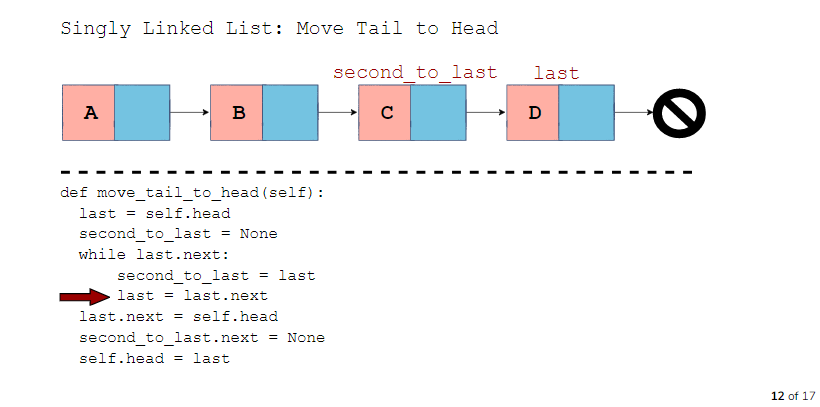 Singly Linked List: Move Tail to Head
second_to_last last
A B C D
def move_tail_to_head(self):
  last = self.head
  second_to_last = None
  while last.next:
      second_to_last = last
      last = last.next
  last.next = self.head
  second_to_last.next = None
  self.head = last
12 of 17